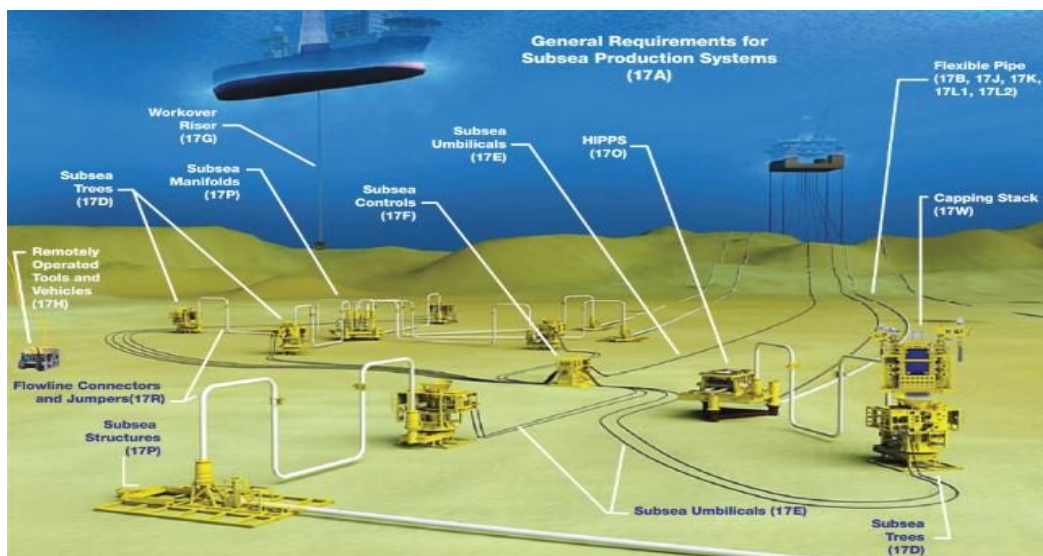 General Requirements for
Subsea Production Systems
(17A)
Flexible Pipe
(17B, 17J, 17K,
17L1, 17L2)
Workover
Riser
(17G)
Subsea
Umbilicals
(17E)
HIPPS
(17O)
Subsea
Trees
(17D)
Subsea
Manifolds
(17P)
Subsea
Controls
(17F)
Capping Stack
(17W)
Remotely
Operated
Tools and
Vehicles
(17H)
Flowline Connectors
and Jumpers(17R)
Subsea
Structures
(17P)
Subsea Umbilicals (17E)
Subsea
Trees
(17D)